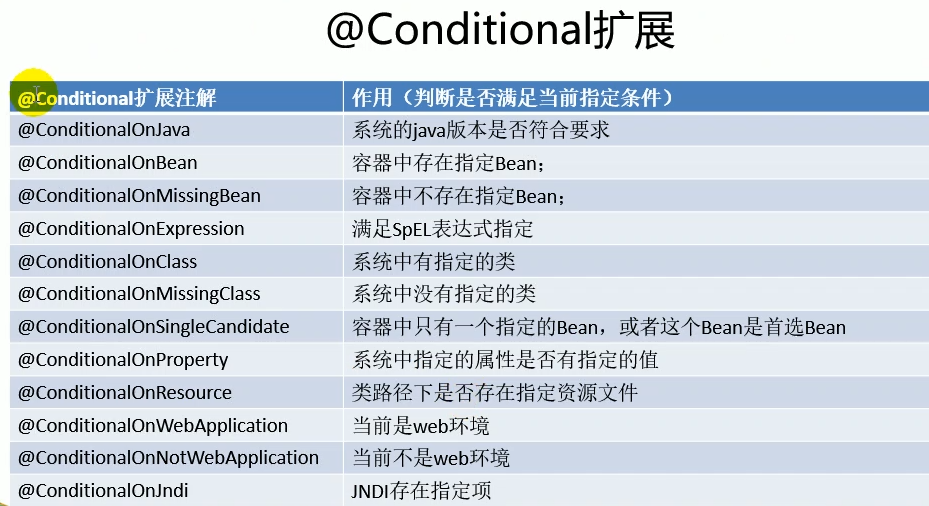 @Conditional扩展
@Conditional扩展注解 作用（判断是否满足当前指定条件）
@ConditionalOnJava 系统的java版本是否符合要求
@ConditionalOnBean 容器中存在指定Bean；
@ConditionalOnMissingBean 容器中不存在指定Bean；
@ConditionalOnExpression 满足SpEL表达式指定
@ConditionalOnClass 系统中有指定的类
@ConditionalOnMissingClass 系统中没有指定的类
@ConditionalOnSingleCandidate 容器中只有一个指定的Bean，或者这个Bean是首选Bean
@ConditionalOnProperty 系统中指定的属性是否有指定的值
@ConditionalOnResource 类路径下是否存在指定资源文件
@ConditionalOnWebApplication 当前是web环境
@ConditionalOnNotWebApplication 当前不是web环境
@ConditionalOnJndi JNDI存在指定项